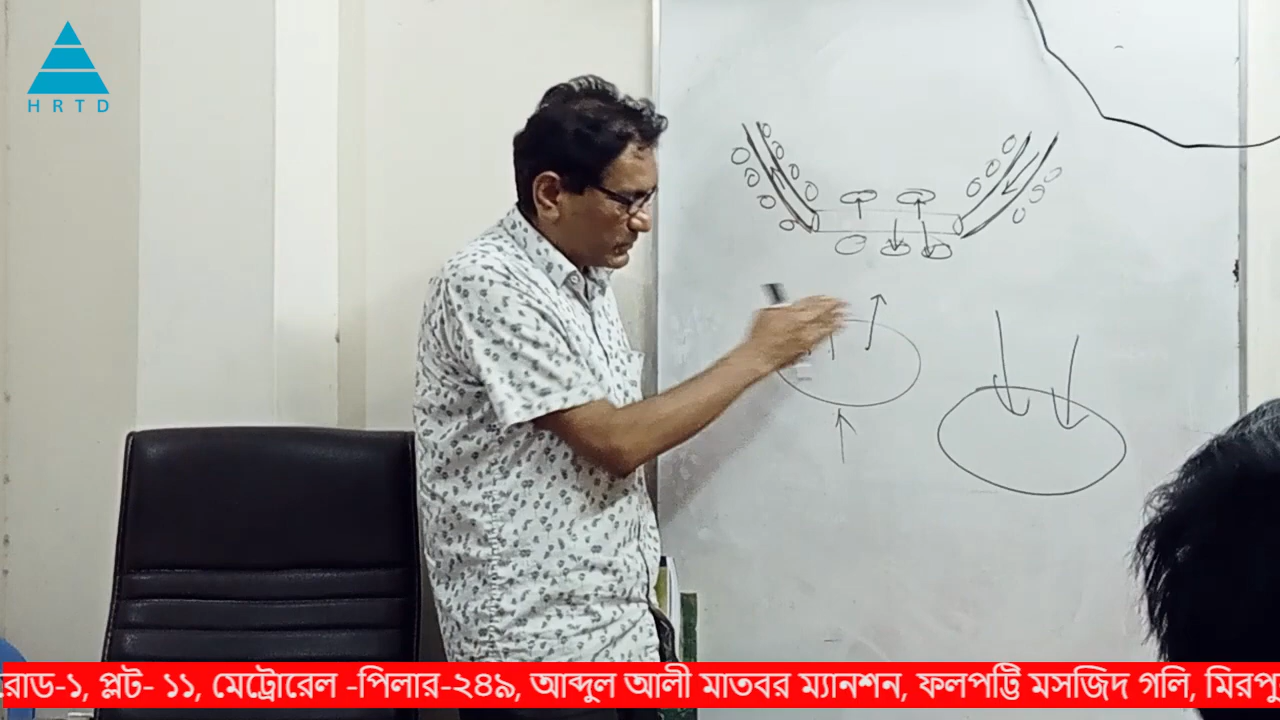 HRTD
রাড-১, প্লট- ১১, মেট্রোরেল -পিলার-২৪৯, আব্দুল আলী মাতবর ম্যানশন, ফলপট্টি মসজিদ গলি, মিরপু